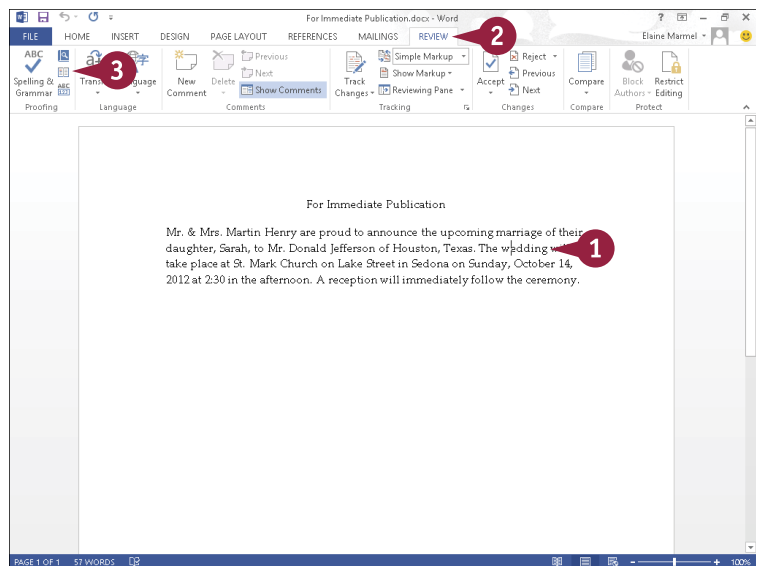 For Immediate Publication.docx - Word
?
FILE HOME INSERT DESIGN PAGE LAYOUT REFERENCES MAILINGS REVIEW Elaine Marmel
2
ABC
Spelling &
Grammar
ABC
123
Proofing
3
Language
Language
New
Comment
Delete
Previous
Next
Show Comments
Comments
Track
Changes
Simple Markup
Show Markup
Reviewing Pane
Tracking
Accept
Reject
Previous
Next
Changes
Compare
Compare
Block
Authors
Restrict
Editing
Protect
For Immediate Publication
Mr. & Mrs. Martin Henry are proud to announce the upcoming marriage of their
daughter, Sarah, to Mr. Donald Jefferson of Houston, Texas. The wedding
1
take place at St. Mark Church on Lake Street in Sedona on Sunday, October 14,
2012 at 2:30 in the afternoon. A reception will immediately follow the ceremony.
PAGE 1 OF 1 57 WORDS 100%